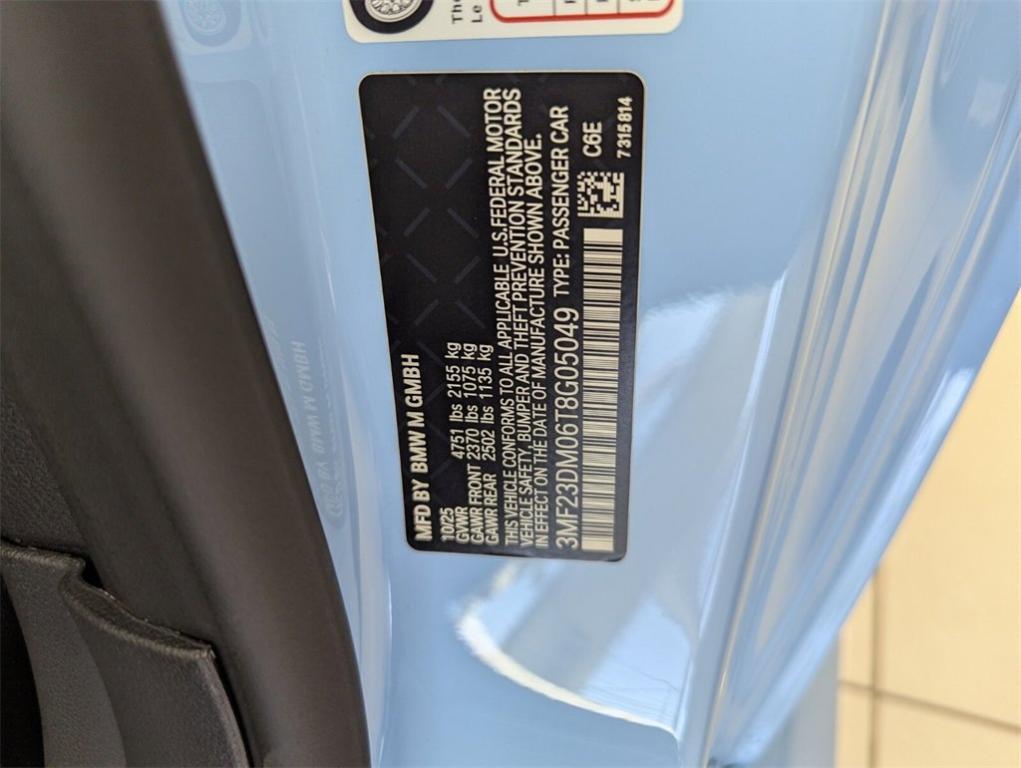 The
Le
MFD BY BMW M GMBH
10/25
GVWR 4751 lbs 2155 kg
GAWR FRONT 2370 lbs 1075 kg
GAWR REAR 2502 lbs 1135 kg
THIS VEHICLE CONFORMS TO ALL APPLICABLE U.S.FEDERAL MOTOR
VEHICLE SAFETY, BUMPER AND THEFT PREVENTION STANDARDS
IN EFFECT ON THE DATE OF MANUFACTURE SHOWN ABOVE.
3MF23DM06T8G05049 TYPE: PASSENGER CAR
C6E
7315814